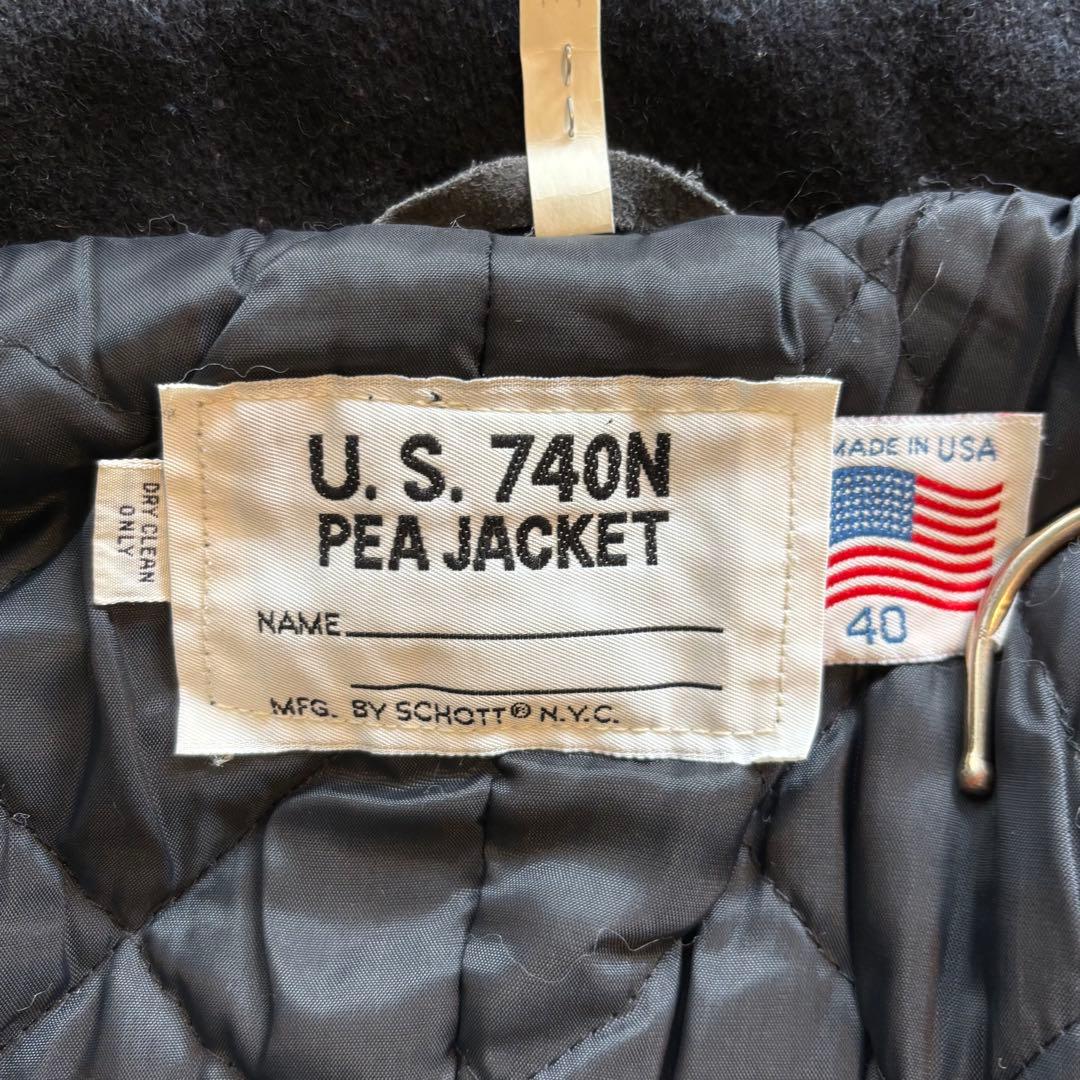 U. S. 740N
PEA JACKET
NAME
MFG. BY SCHOTT® N.Y.C.
DRY CLEAN
ONLY
MADE IN USA
40